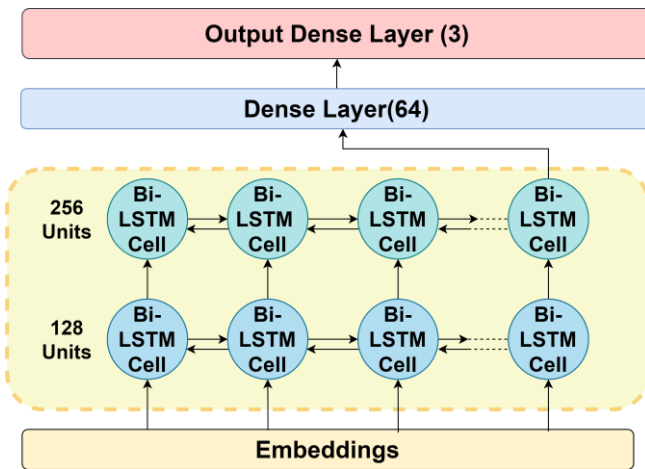 Output Dense Layer (3)
Dense Layer(64)
256
Units
Bi-
LSTM
Cell
Bi-
LSTM
Cell
Bi-
LSTM
Cell
Bi-
LSTM
Cell
128
Units
Bi-
LSTM
Cell
Bi-
LSTM
Cell
Bi-
LSTM
Cell
Bi-
LSTM
Cell
Embeddings